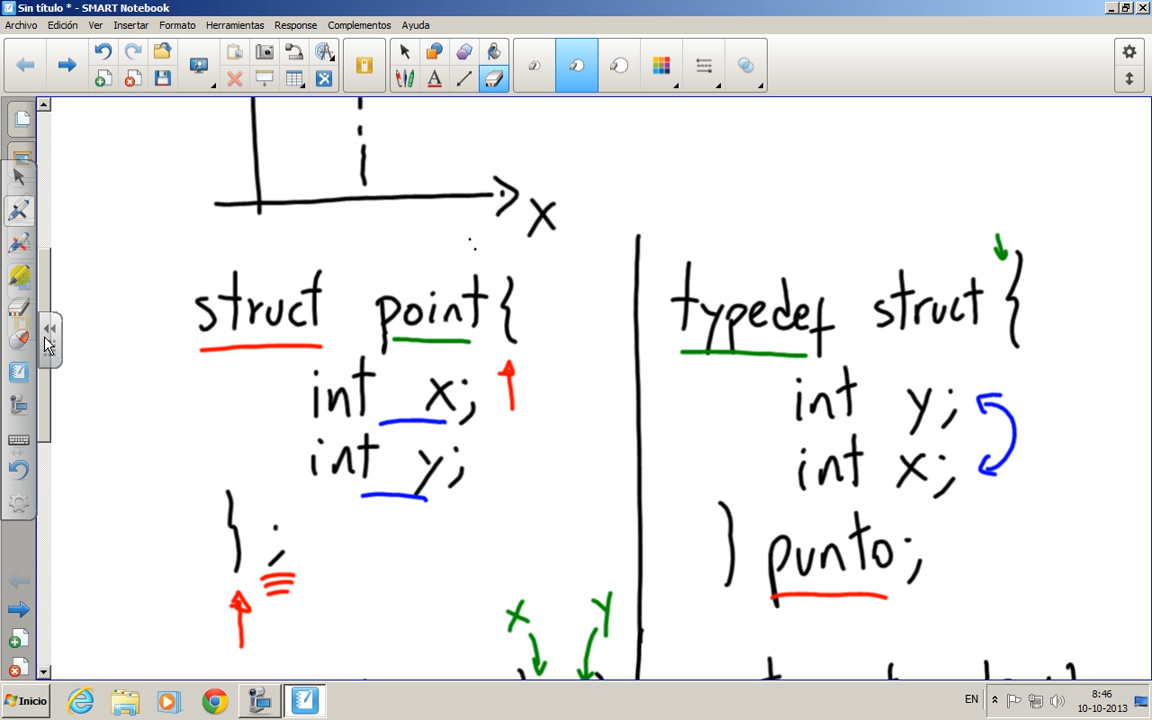 Sin título * - SMART Notebook
Archivo Edición Ver Insertar Formato Herramientas Response Complementos Ayuda
X
struct point{
int x;
int y;
};
typedef struct {
int y;
int x;
} punto;
x y
Inicio
EN
8:46
10-10-2013